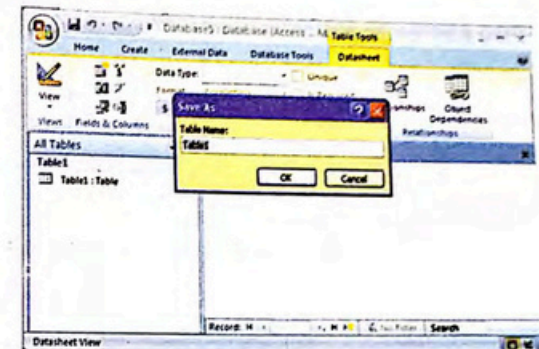 Database5 : Database (Access
Table Tools
Home Create External Data Database Tools Datasheet
View
Data Type:
Unique
Views Fields & Columns
Object Dependencies
Relationships
Save As
Table Name:
Table1
OK Cancel
All Tables
Table1
Table1 : Table
Record: No Filter Search
Datasheet View